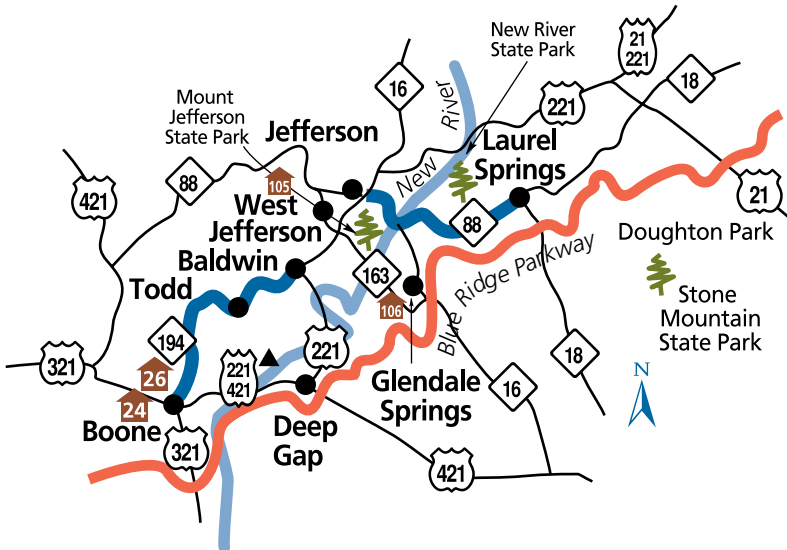 New River
State Park
21
221
16
18
Mount
Jefferson
State Park
221
River
Jefferson
Laurel
Springs
New
421
88
105
21
West
Jefferson
88
Doughton Park
Baldwin
163
Blue Ridge Parkway
Todd
106
Stone
Mountain
State Park
194
221
321
26
221
421
18
N
Glendale
Springs
16
24
Boone
Deep
Gap
321
421